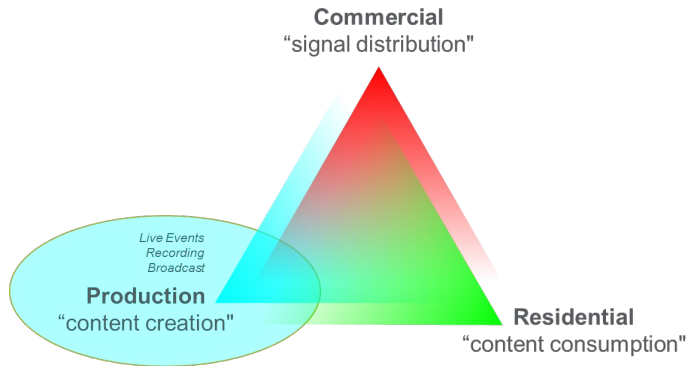 Commercial
“signal distribution"
Live Events
Recording
Broadcast
Production
“content creation"
Residential
“content consumption"